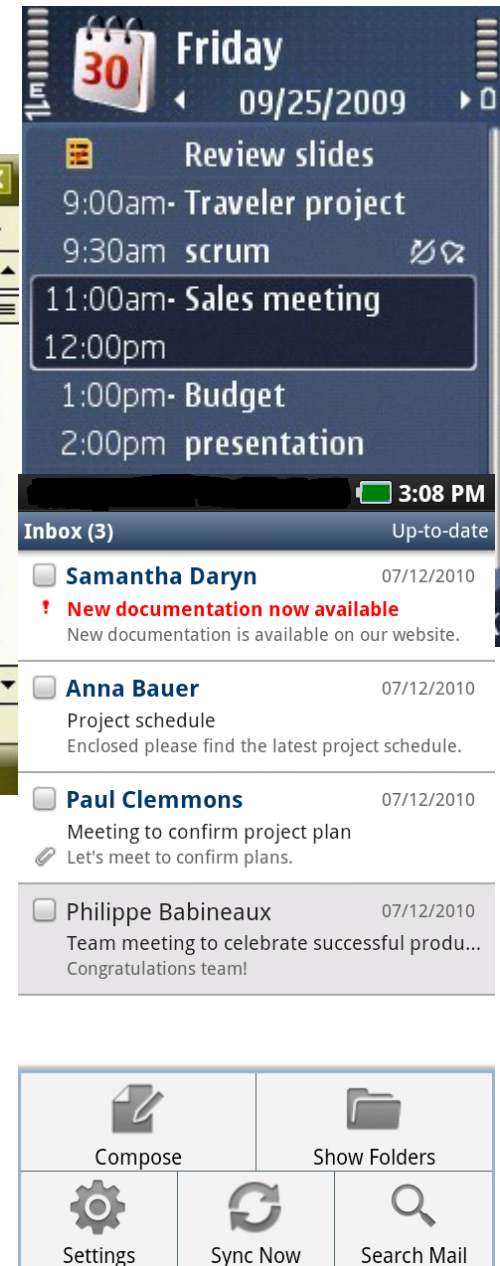 30
Friday
09/25/2009
E
Review slides
9:00am- Traveler project
9:30am scrum
11:00am- Sales meeting
12:00pm
1:00pm- Budget
2:00pm presentation
3:08 PM
Inbox (3) Up-to-date
Samantha Daryn 07/12/2010
! New documentation now available
New documentation is available on our website.
Anna Bauer 07/12/2010
Project schedule
Enclosed please find the latest project schedule.
Paul Clemmons 07/12/2010
Meeting to confirm project plan
Let's meet to confirm plans.
Philippe Babineaux 07/12/2010
Team meeting to celebrate successful produ...
Congratulations team!
Compose Show Folders
Settings Sync Now Search Mail